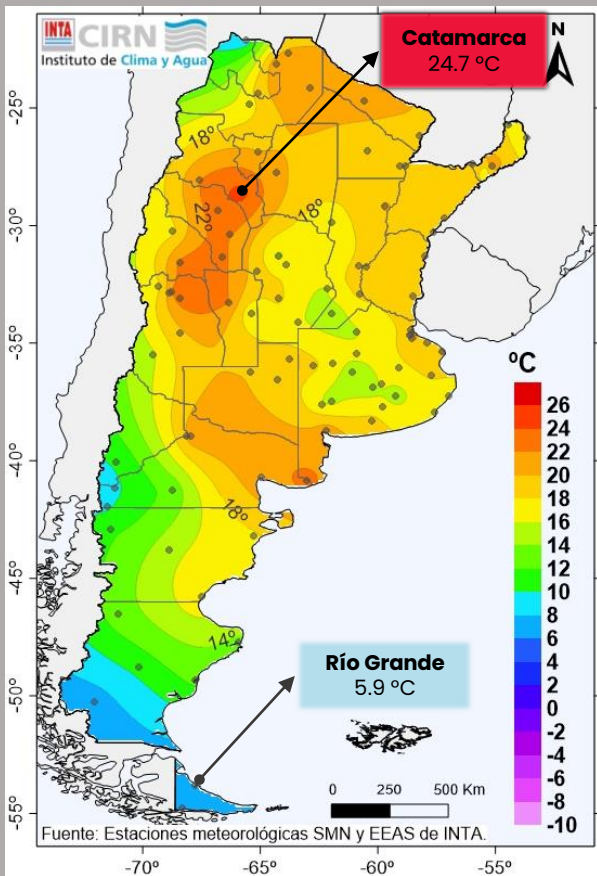 INTA CIRN
Instituto de Clima y Agua
Catamarca
24.7 ºC
N
-25º
-30º
-35º
-40º
-45º
-50º
-55º
18º
22º
18º
18º
14º
ºC
26
24
22
20
18
16
14
12
10
8
6
4
2
0
-2
-4
-6
-8
-10
Río Grande
5.9 ºC
0 250 500 Km
Fuente: Estaciones meteorológicas SMN y EEAS de INTA.
-70º -65º -60º -55º